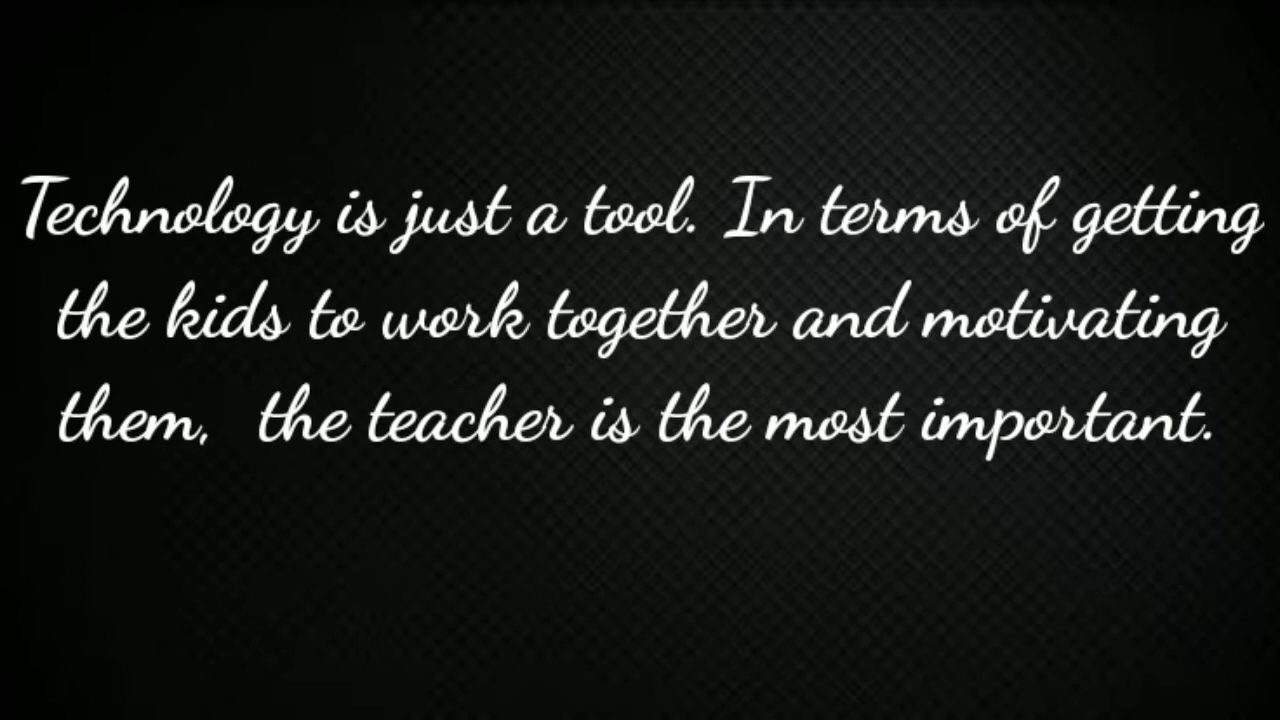 Technology is just a tool. In terms of getting
the kids to work together and motivating
them,  the teacher is the most important.